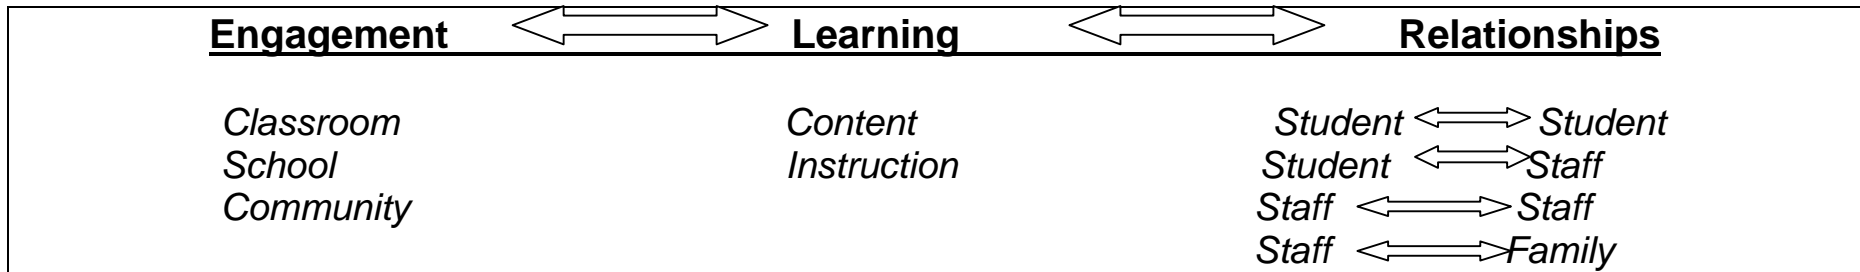 Engagement Learning Relationships
Classroom Content Student Student
School Instruction Student Staff
Community Staff Staff
Staff Family